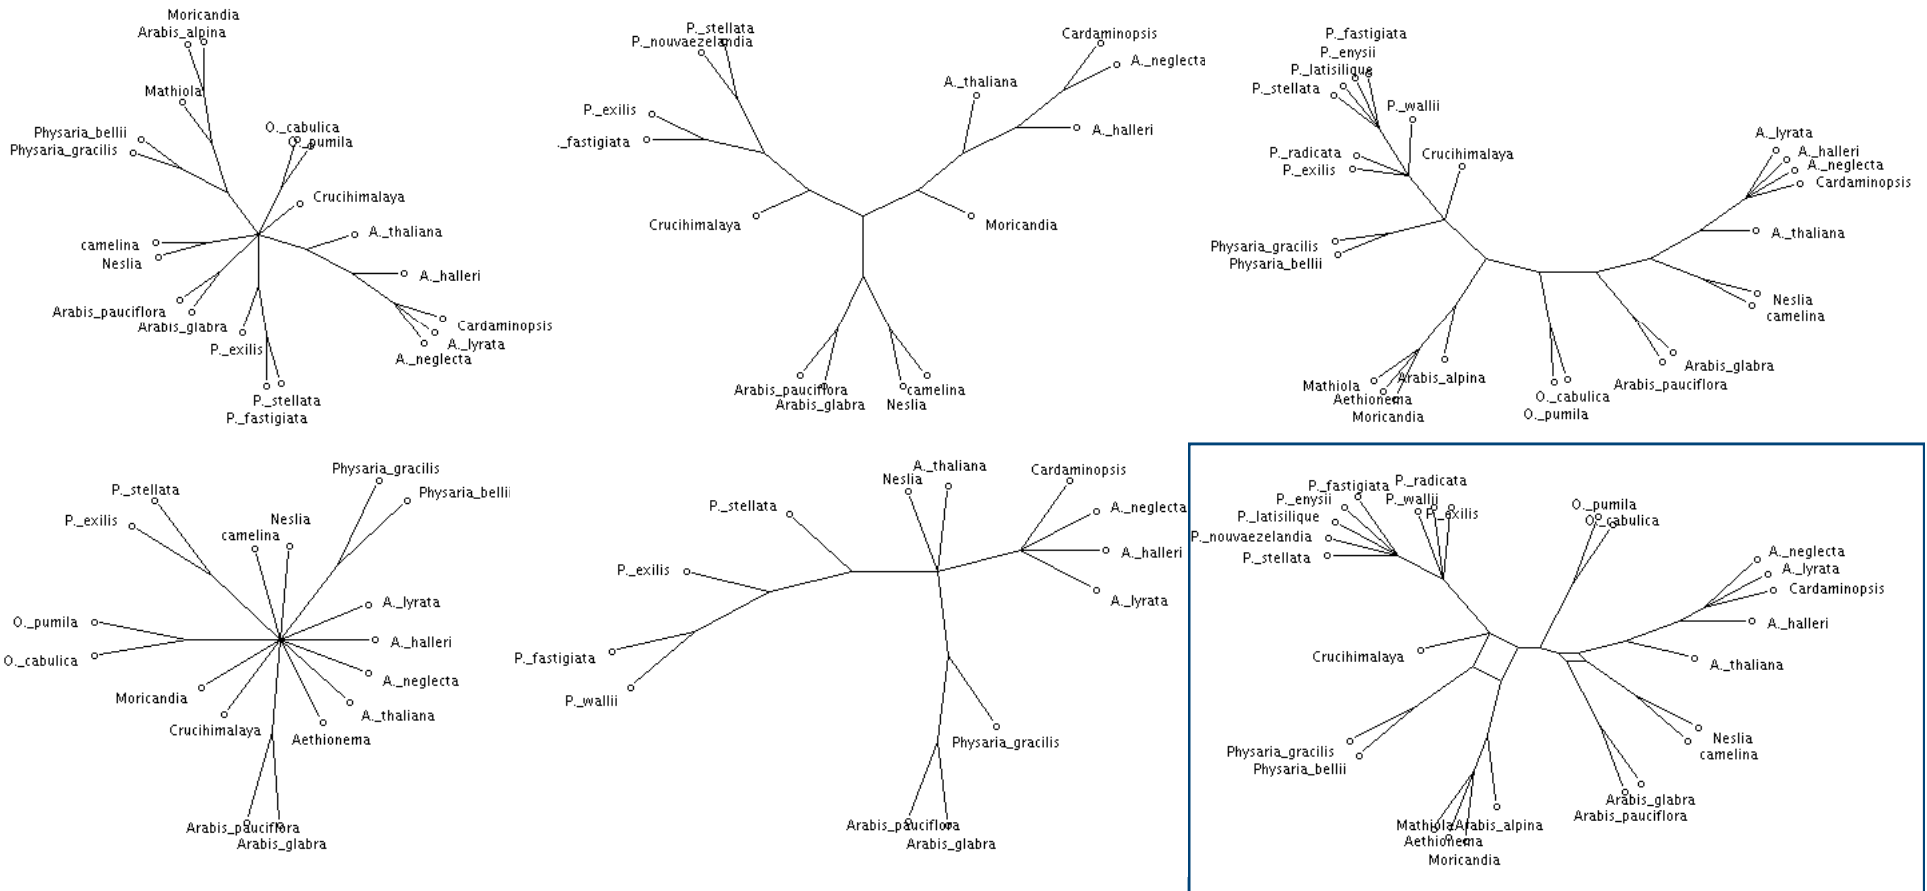 Moricandia
Arabis_alpina
Mathiola
Physaria_bellii
Physaria_gracilis
O._cabulica
O._pumila
Crucihimalaya
camelina
Neslia
A._thaliana
A._halleri
Arabis_pauciflora
Arabis_glabra
P._exilis
Cardaminopsis
A._lyrata
A._neglecta
P._stellata
P._fastigiata
P._stellata
P._nouvaezelandia
P._exilis
._fastigiata
Crucihimalaya
Cardaminopsis
A._neglecta
A._thaliana
A._halleri
Moricandia
Arabis_pauciflora
Arabis_glabra
camelina
Neslia
P._fastigiata
P._enysii
P._latisilique
P._stellata
P._wallii
P._radicata
P._exilis
Crucihimalaya
A._lyrata
A._halleri
A._neglecta
Cardaminopsis
A._thaliana
Physaria_gracilis
Physaria_bellii
Neslia
camelina
Mathiola
Arabis_alpina
Aethionema
Moricandia
O._cabulica
O._pumila
Arabis_glabra
Arabis_pauciflora
Physaria_gracilis
Physaria_bellii
P._stellata
P._exilis
Neslia
camelina
A._lyrata
O._pumila
A._halleri
O._cabulica
A._neglecta
Moricandia
A._thaliana
Crucihimalaya
Aethionema
Arabis_pauciflora
Arabis_glabra
A._thaliana
Neslia
Cardaminopsis
P._stellata
A._neglecta
A._halleri
P._exilis
A._lyrata
P._fastigiata
P._wallii
Physaria_gracilis
Arabis_pauciflora
Arabis_glabra
P._radicata
P._fastigiata
P._enysii
P._wallii
P._latisilique
P._exilis
P._nouvaezelandia
P._stellata
O._pumila
O._cabulica
A._neglecta
A._lyrata
Cardaminopsis
A._halleri
Crucihimalaya
A._thaliana
Physaria_gracilis
Physaria_bellii
Neslia
camelina
Arabis_glabra
Arabis_pauciflora
Mathiola
Arabis_alpina
Aethionema
Moricandia